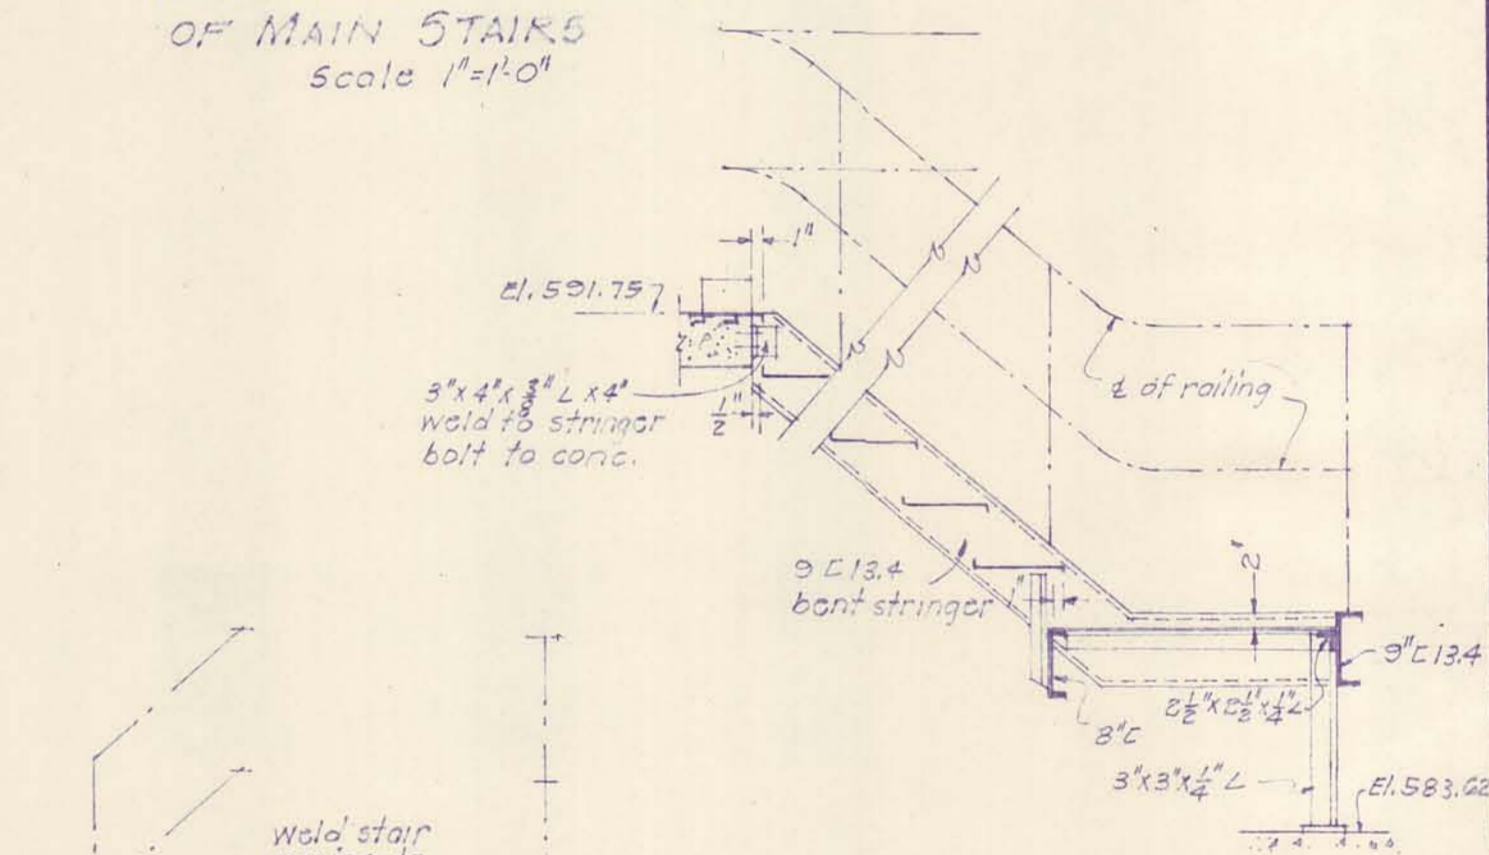 OF MAIN STAIRS
Scale 1"=1'-0"
1"
El. 591.75
3"x4"x3/8" L x4"
weld to stringer
bolt to conc.
1/2"
℄ of railing
9 C 13.4
bent stringer
1"
2"
9" C 13.4
2 1/2"x2 1/2"x1/4" L
8" C
3"x3"x1/4" L
El. 583.62
weld stair